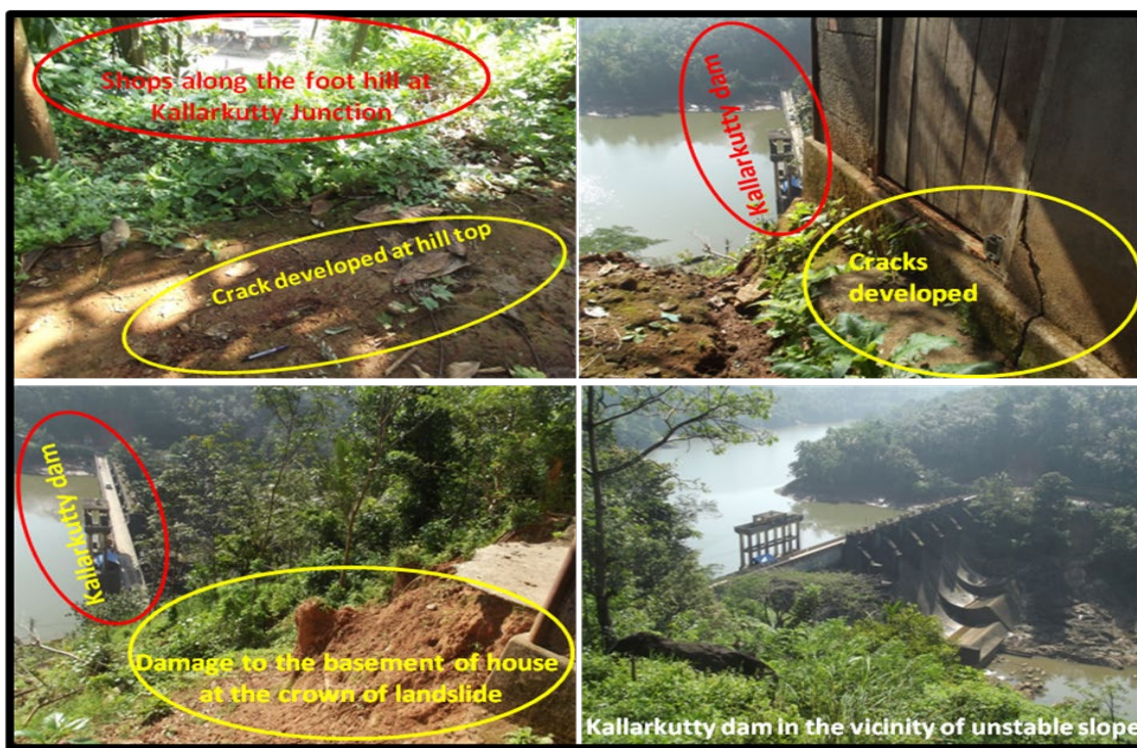 Shops along the foot hill at
Kallarkutty Junction
Crack developed at hill top
Kallarkutty dam
Cracks
developed
Kallarkutty dam
Damage to the basement of house
at the crown of landslide
Kallarkutty dam in the vicinity of unstable slope